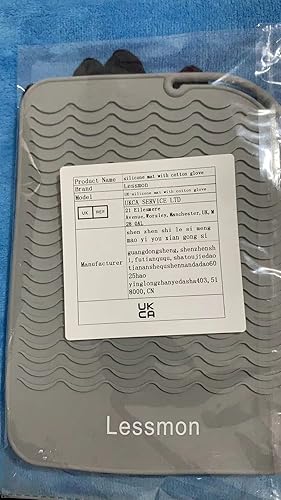 Product Name silicone mat with cotton glove
Brand Lessmon
Model UK-silicone mat with cotton glove
UK REP UKCA SERVICE LTD
21 Ellesmere
Avenue,Worsley,Manchester,UK,M
28 0AL
Manufacturer
shen zhen shi le si meng
mao yi you xian gong si
guangdongsheng,shenzhenshi
i,futianququ,shatoujiedao
tiananshequshennandadao60
25hao
yinglongzhanyedasha403,51
8000,CN
UK
CA
Lessmon